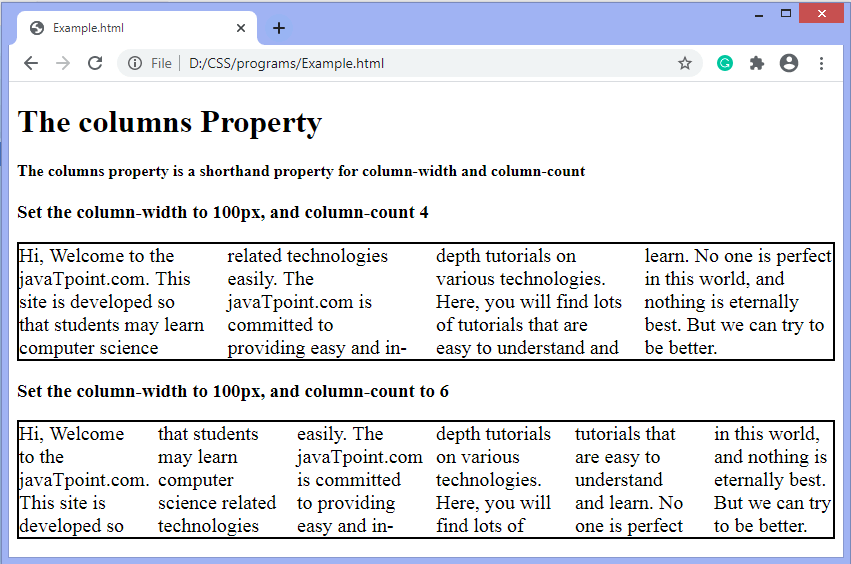 Example.html
File
D:/CSS/programs/Example.html
The columns Property
The columns property is a shorthand property for column-width and column-count
Set the column-width to 100px, and column-count 4
Hi, Welcome to the
javaTpoint.com. This
site is developed so
that students may learn
computer science
related technologies
easily. The
javaTpoint.com is
committed to
providing easy and in-
depth tutorials on
various technologies.
Here, you will find lots
of tutorials that are
easy to understand and
learn. No one is perfect
in this world, and
nothing is eternally
best. But we can try to
be better.
Set the column-width to 100px, and column-count to 6
Hi, Welcome
to the
javaTpoint.com.
This site is
developed so
that students
may learn
computer
science related
technologies
easily. The
javaTpoint.com
is committed
to providing
easy and in-
depth tutorials
on various
technologies.
Here, you will
find lots of
tutorials that
are easy to
understand
and learn. No
one is perfect
in this world,
and nothing is
eternally best.
But we can try
to be better.